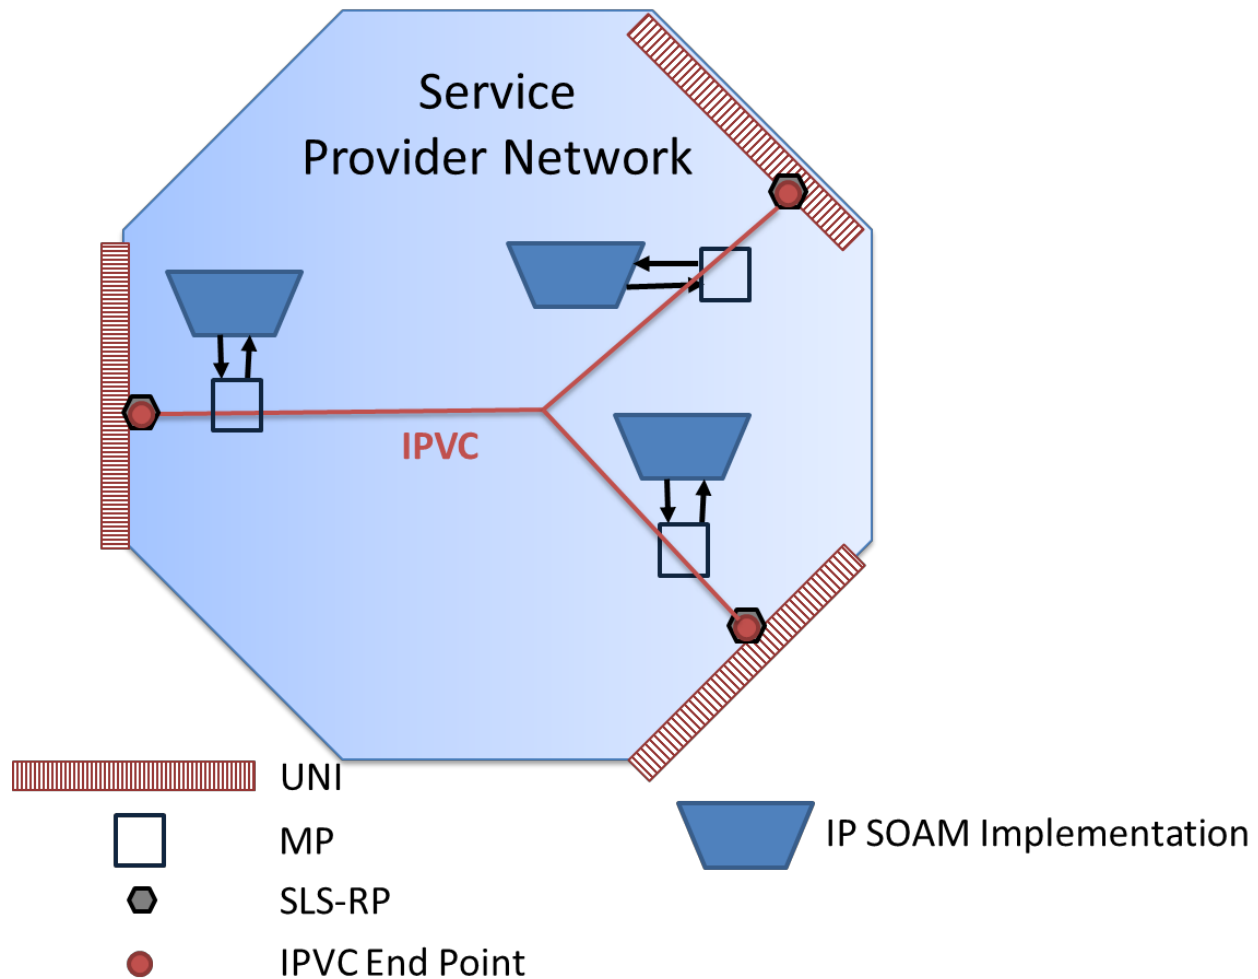 Service
Provider Network
IPVC
UNI
MP
IP SOAM Implementation
SLS-RP
IPVC End Point